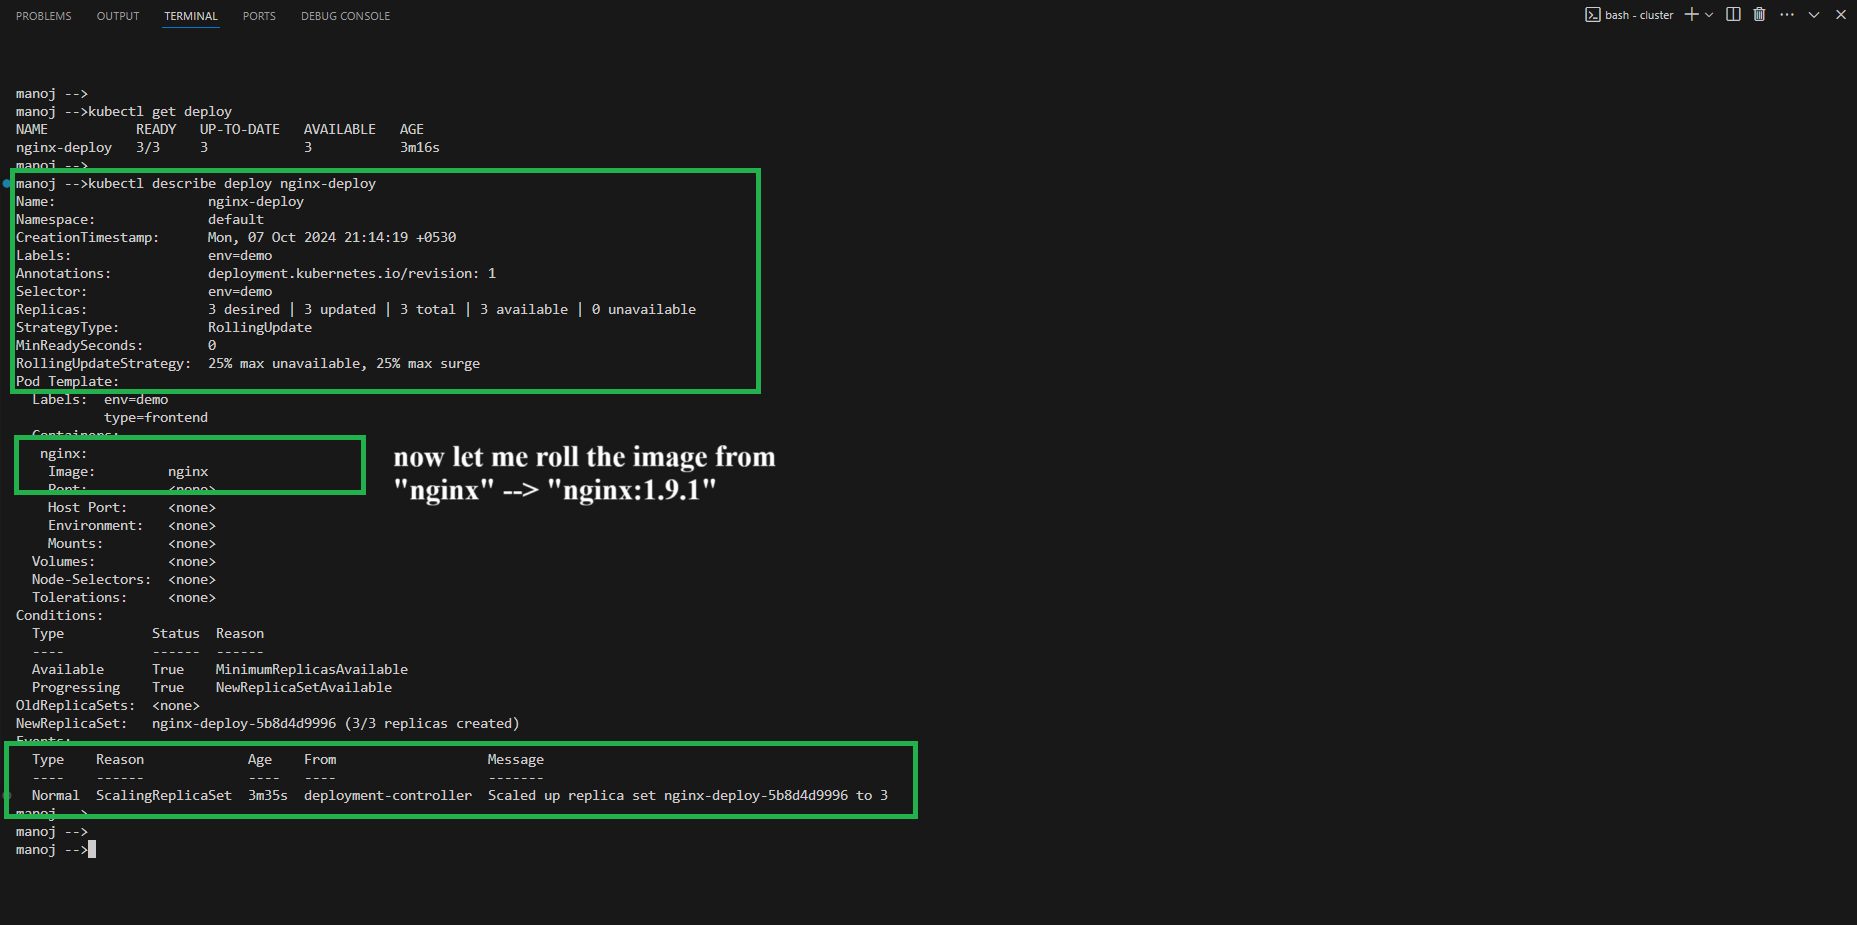 PROBLEMS OUTPUT TERMINAL PORTS DEBUG CONSOLE bash - cluster
manoj -->
manoj -->kubectl get deploy
NAME READY UP-TO-DATE AVAILABLE AGE
nginx-deploy 3/3 3 3 3m16s
manoj -->
manoj -->kubectl describe deploy nginx-deploy
Name: nginx-deploy
Namespace: default
CreationTimestamp: Mon, 07 Oct 2024 21:14:19 +0530
Labels: env=demo
Annotations: deployment.kubernetes.io/revision: 1
Selector: env=demo
Replicas: 3 desired | 3 updated | 3 total | 3 available | 0 unavailable
StrategyType: RollingUpdate
MinReadySeconds: 0
RollingUpdateStrategy: 25% max unavailable, 25% max surge
Pod Template:
Labels: env=demo
type=frontend
Containers:
nginx:
Image: nginx
Port: <none>
Host Port: <none>
Environment: <none>
Mounts: <none>
Volumes: <none>
Node-Selectors: <none>
Tolerations: <none>
now let me roll the image from
"nginx" --> "nginx:1.9.1"
Conditions:
Type Status Reason
---- ------ ------
Available True MinimumReplicasAvailable
Progressing True NewReplicaSetAvailable
OldReplicaSets: <none>
NewReplicaSet: nginx-deploy-5b8d4d9996 (3/3 replicas created)
Events:
Type Reason Age From Message
---- ------ ---- ---- -------
Normal ScalingReplicaSet 3m35s deployment-controller Scaled up replica set nginx-deploy-5b8d4d9996 to 3
manoj -->
manoj -->
manoj -->